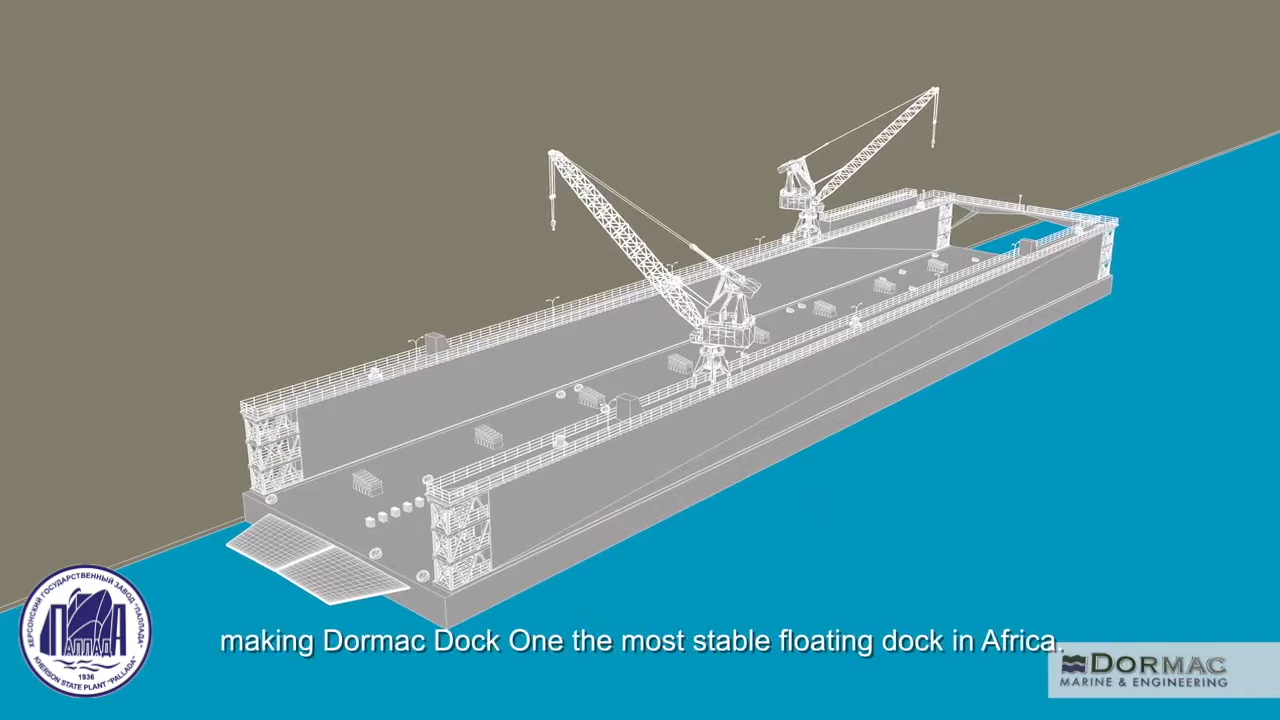 making Dormac Dock One the most stable floating dock in Africa.
ХЕРСОНСКИЙ ГОСУДАРСТВЕННЫЙ ЗАВОД "ПАЛЛАДА"
ПАЛЛАДА
1936
KHERSON STATE PLANT "PALLADA"
DORMAC
MARINE & ENGINEERING